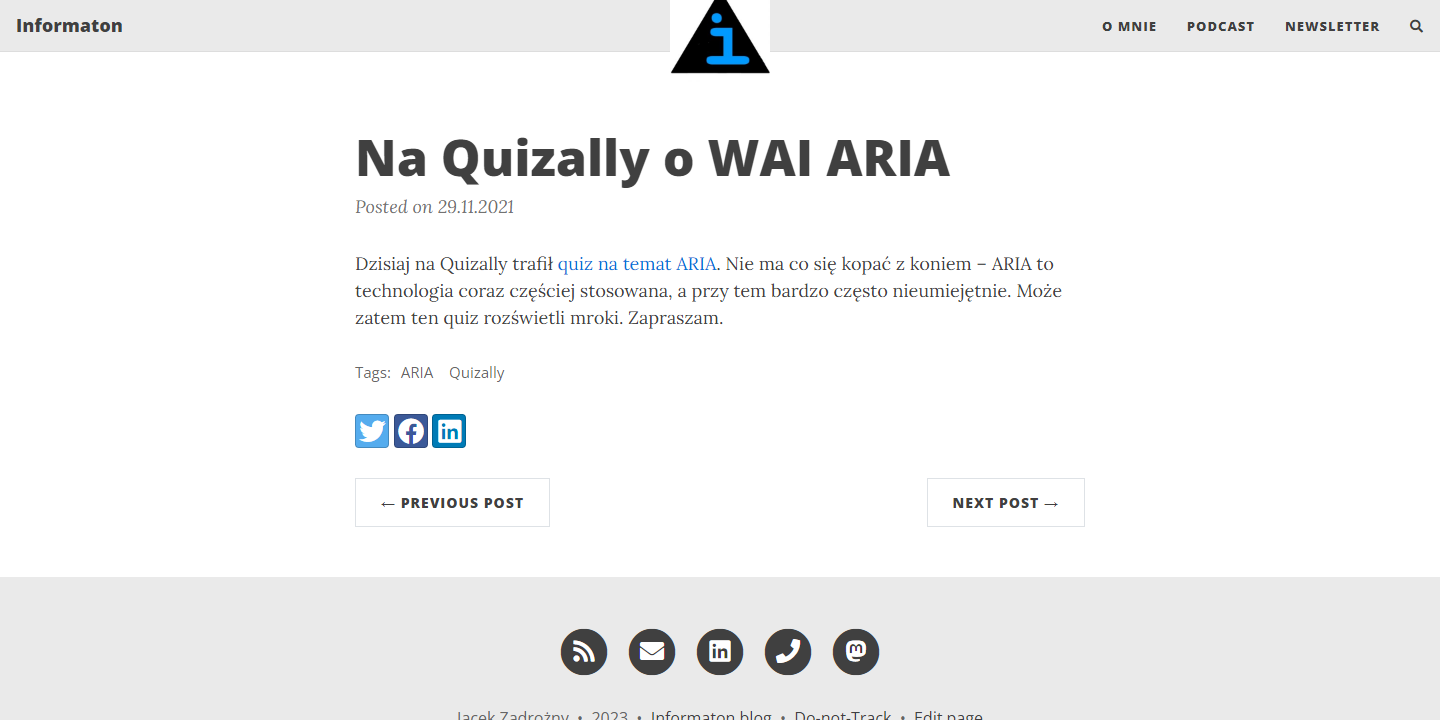 Informaton
O MNIE
PODCAST
NEWSLETTER
i
Na Quizally o WAI ARIA
Posted on 29.11.2021
Dzisiaj na Quizally trafił quiz na temat ARIA. Nie ma co się kopać z koniem – ARIA to
technologia coraz częściej stosowana, a przy tem bardzo często nieumiejętnie. Może
zatem ten quiz rozświetli mroki. Zapraszam.
Tags: ARIA Quizally
← PREVIOUS POST
NEXT POST →
Jacek Zadrożny • 2023 • Informaton blog • Do-not-Track • Edit page